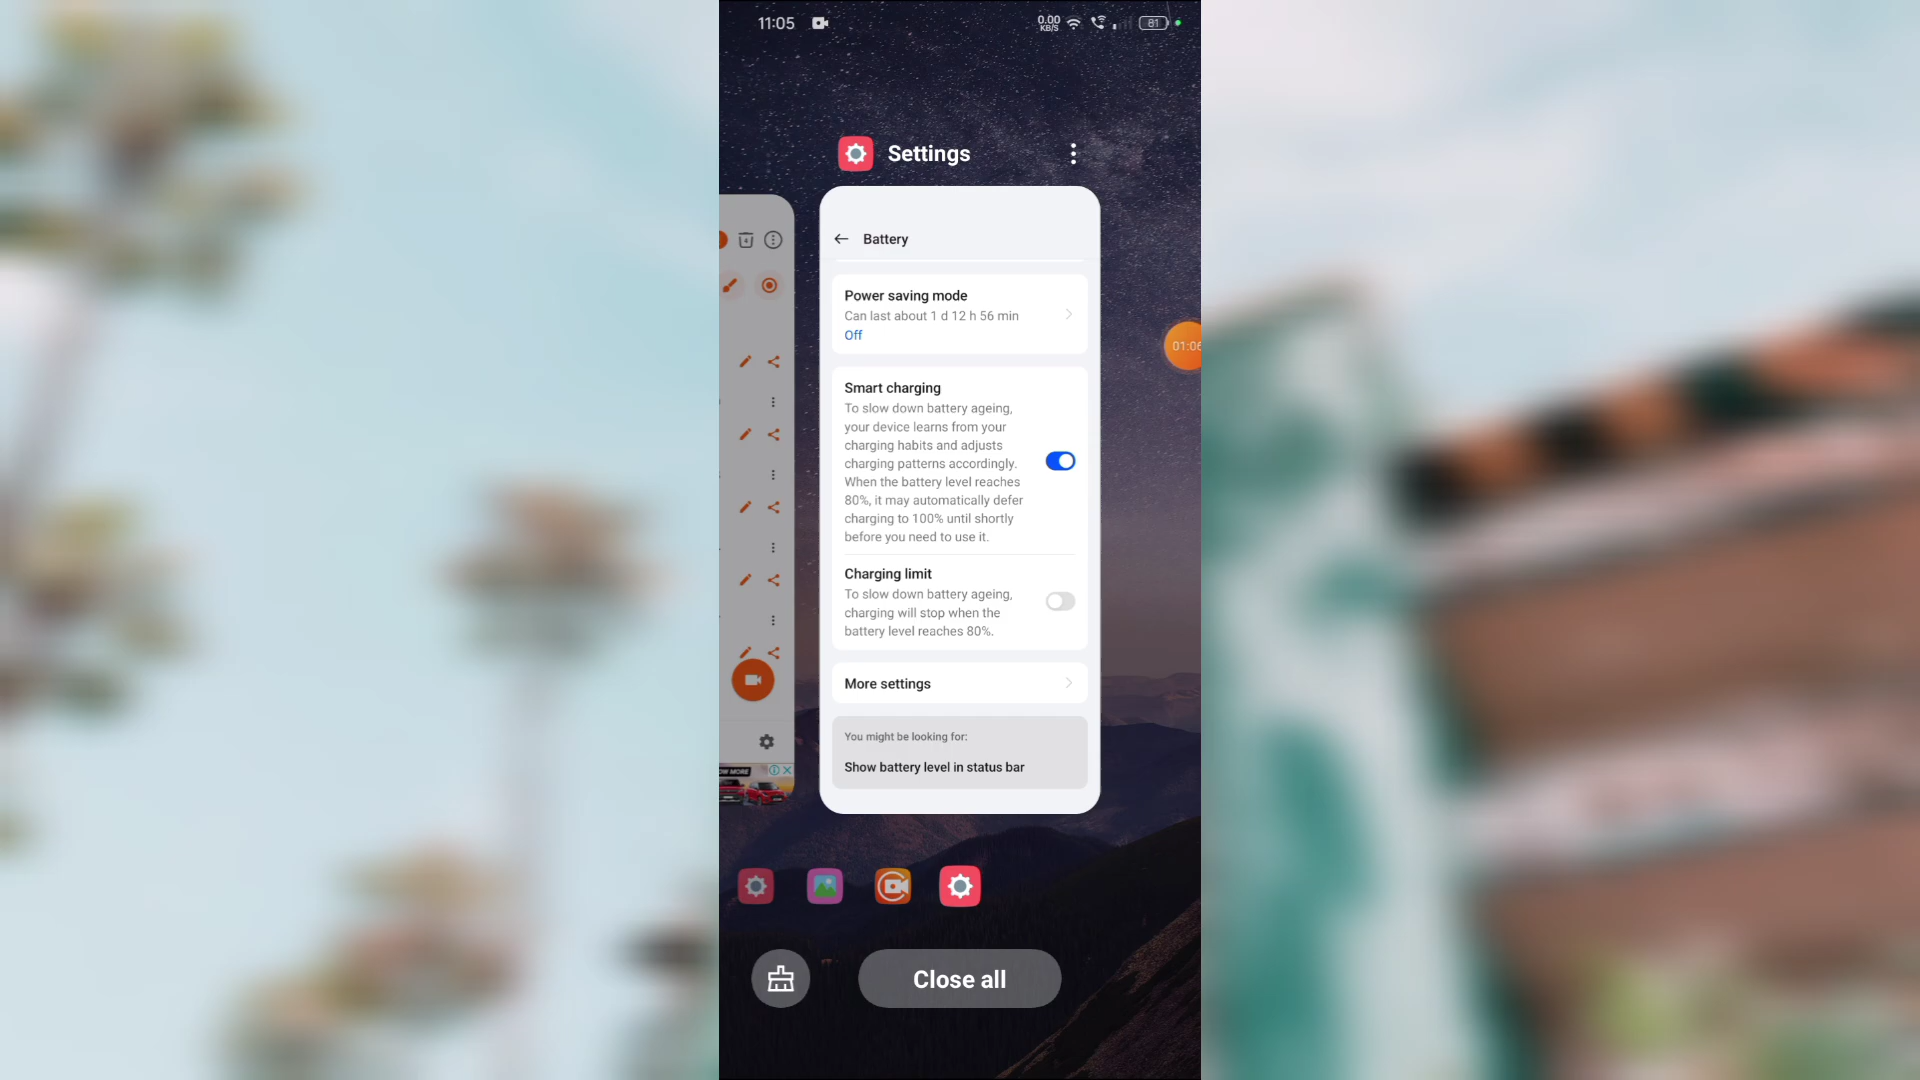 11:05
0.00
KB/S
81
Settings
Battery
Power saving mode
Can last about 1 d 12 h 56 min
Off
01:06
Smart charging
To slow down battery ageing,
your device learns from your
charging habits and adjusts
charging patterns accordingly.
When the battery level reaches
80%, it may automatically defer
charging to 100% until shortly
before you need to use it.
Charging limit
To slow down battery ageing,
charging will stop when the
battery level reaches 80%.
More settings
You might be looking for:
Show battery level in status bar
OW MORE
Close all